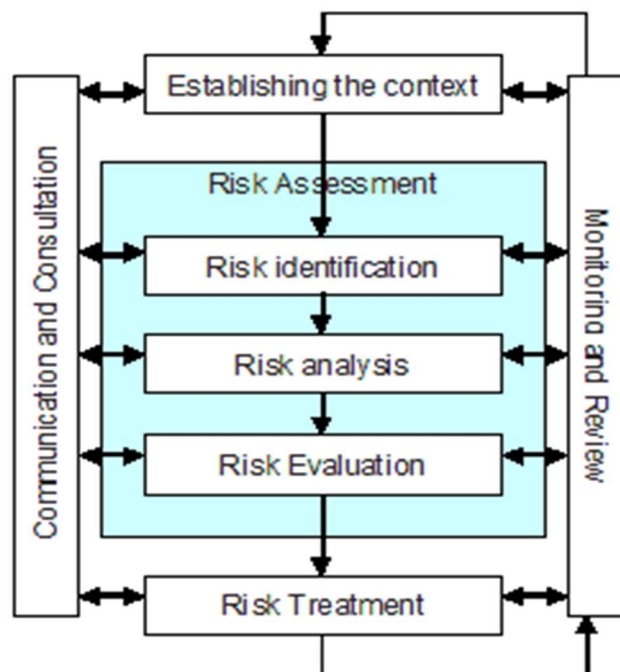 Establishing the context
Communication and Consultation
Risk Assessment
Monitoring and Review
Risk identification
Risk analysis
Risk Evaluation
Risk Treatment